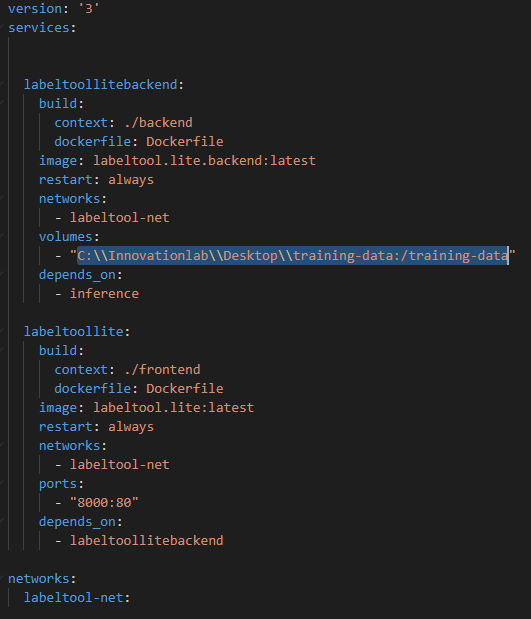 version: '3'
services:
labeltoollitebackend:
build:
context: ./backend
dockerfile: Dockerfile
image: labeltool.lite.backend:latest
restart: always
networks:
- labeltool-net
volumes:
- "C:\\Innovationlab\\Desktop\\training-data:/training-data"
depends_on:
- inference
labeltoollite:
build:
context: ./frontend
dockerfile: Dockerfile
image: labeltool.lite:latest
restart: always
networks:
- labeltool-net
ports:
- "8000:80"
depends_on:
- labeltoollitebackend
networks:
labeltool-net: